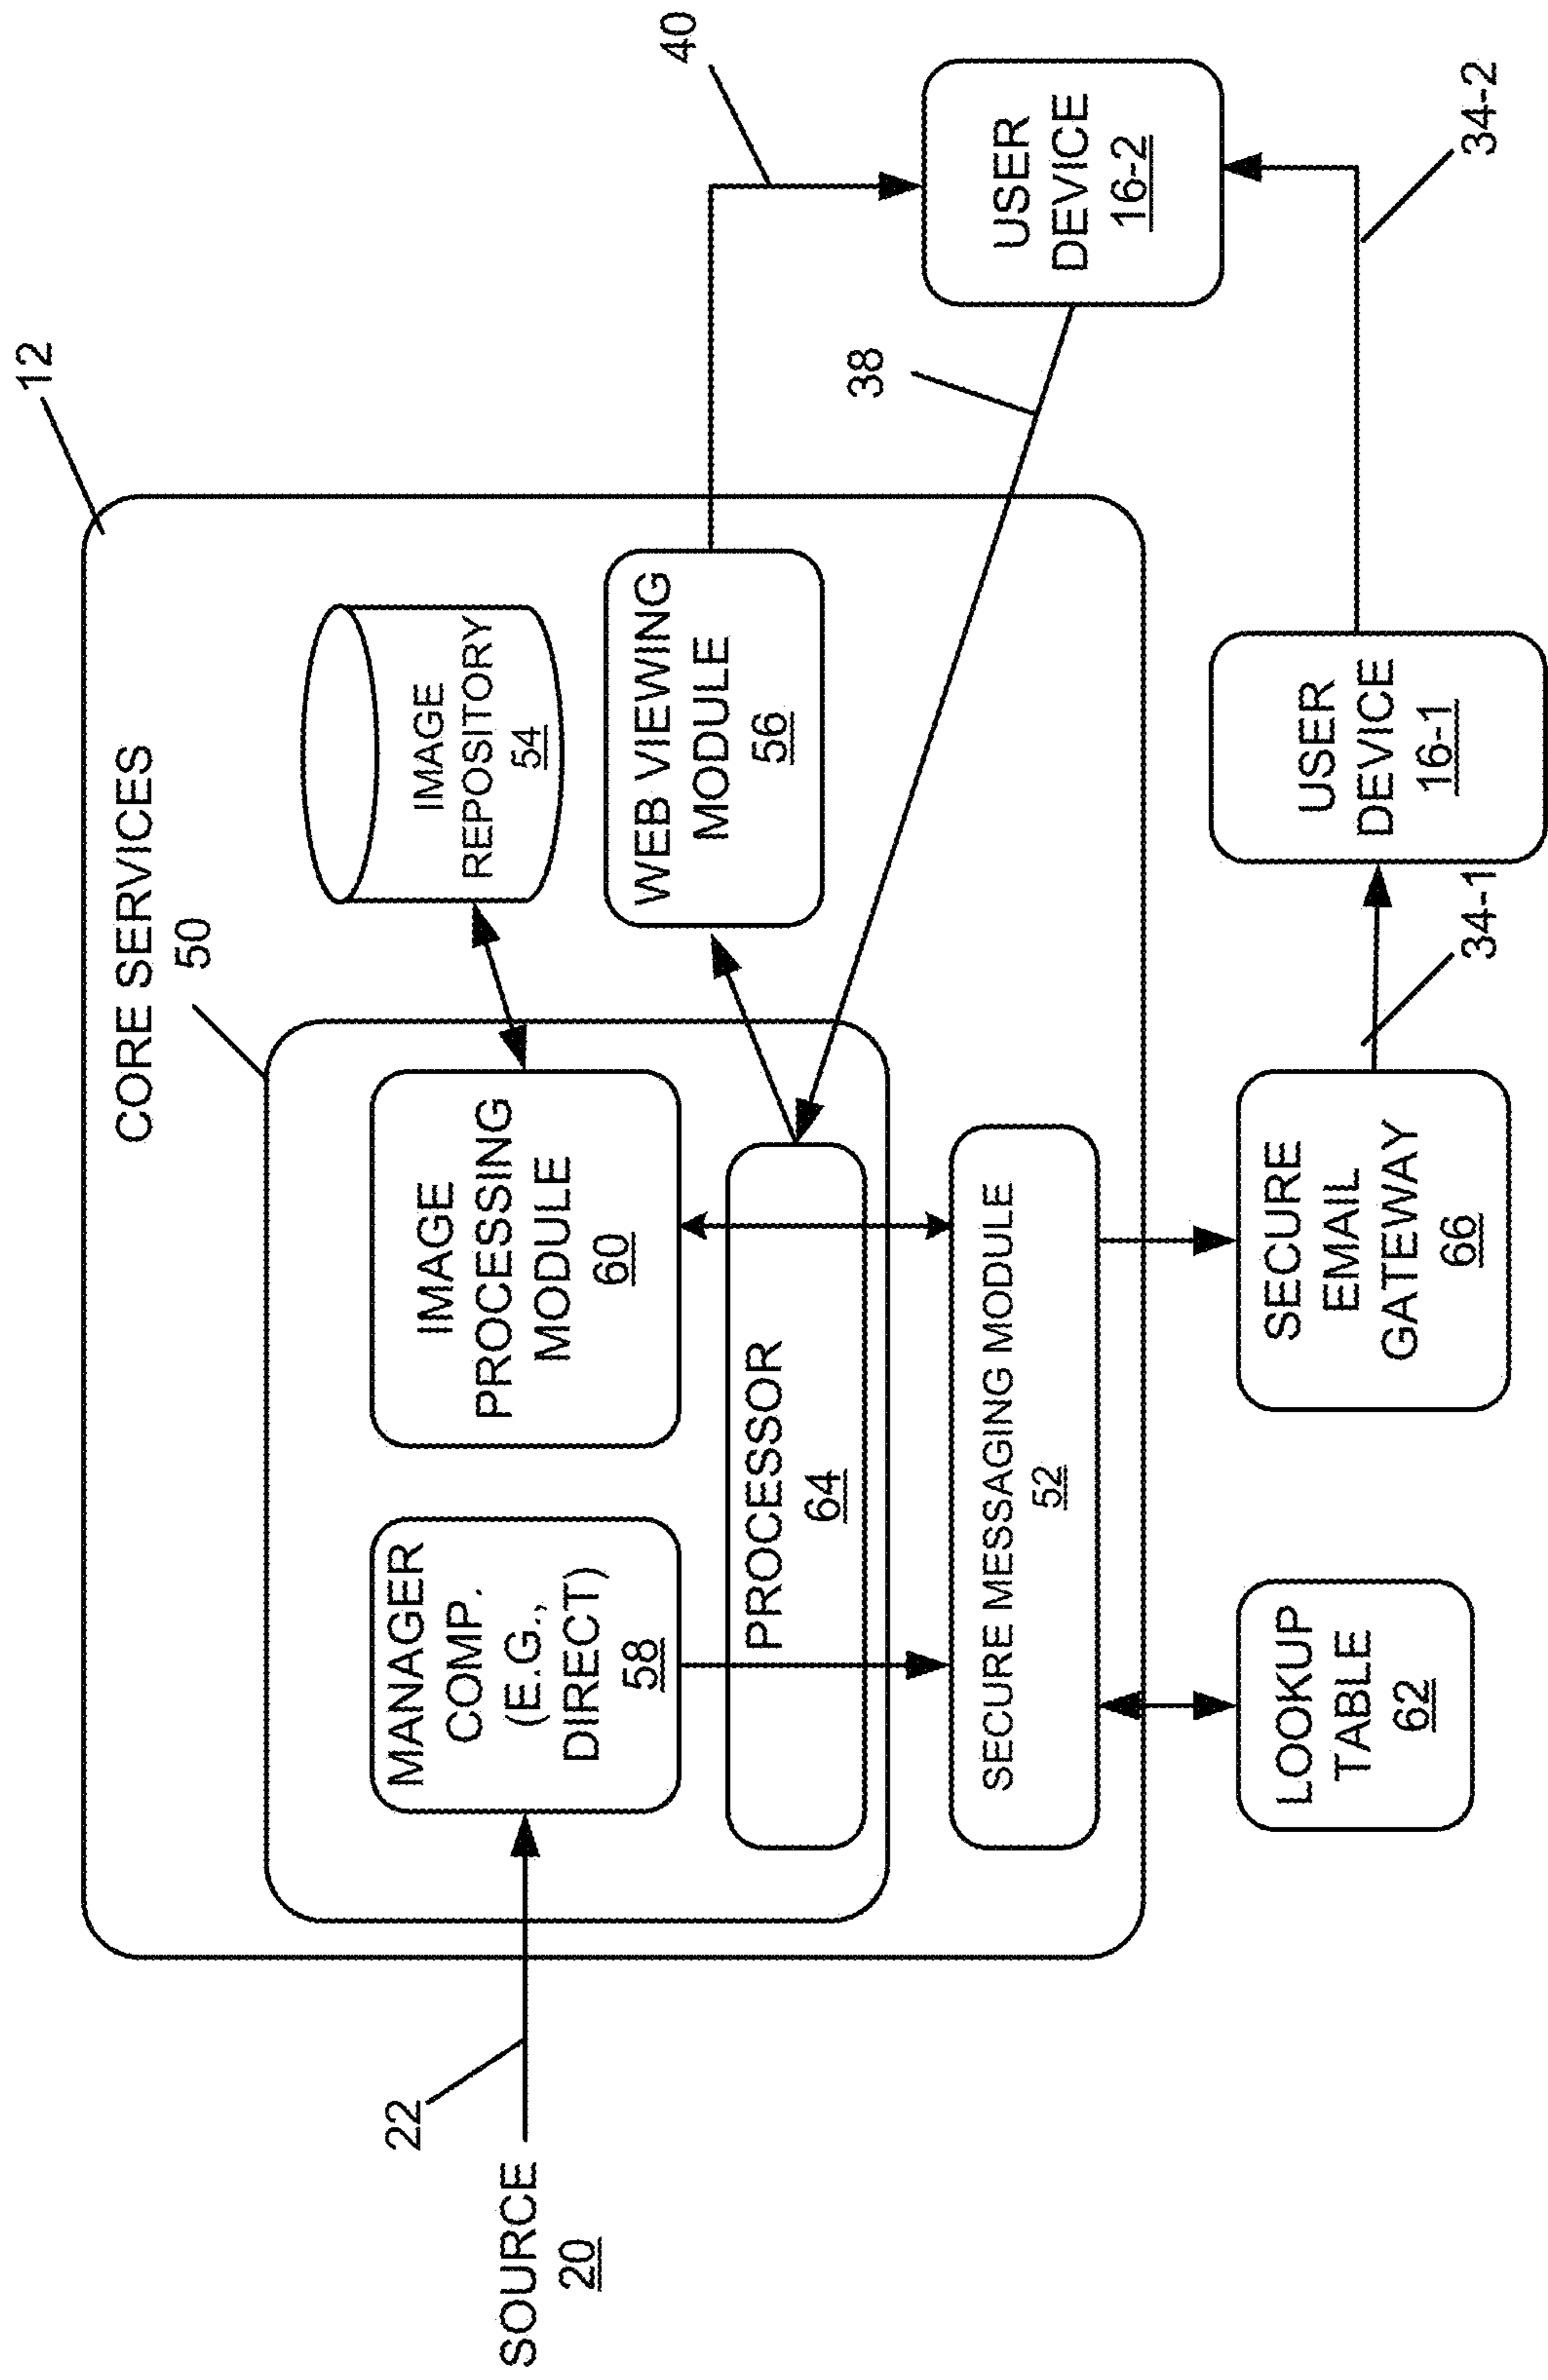 12
CORE SERVICES
50
40
22
SOURCE
20
MANAGER
COMP.
(E.G.,
DIRECT)
58
IMAGE
PROCESSING
MODULE
60
IMAGE
REPOSITORY
54
WEB VIEWING
MODULE
56
PROCESSOR
64
38
USER
DEVICE
16-2
SECURE MESSAGING MODULE
52
LOOKUP
TABLE
62
SECURE
EMAIL
GATEWAY
66
34-1
USER
DEVICE
16-1
34-2